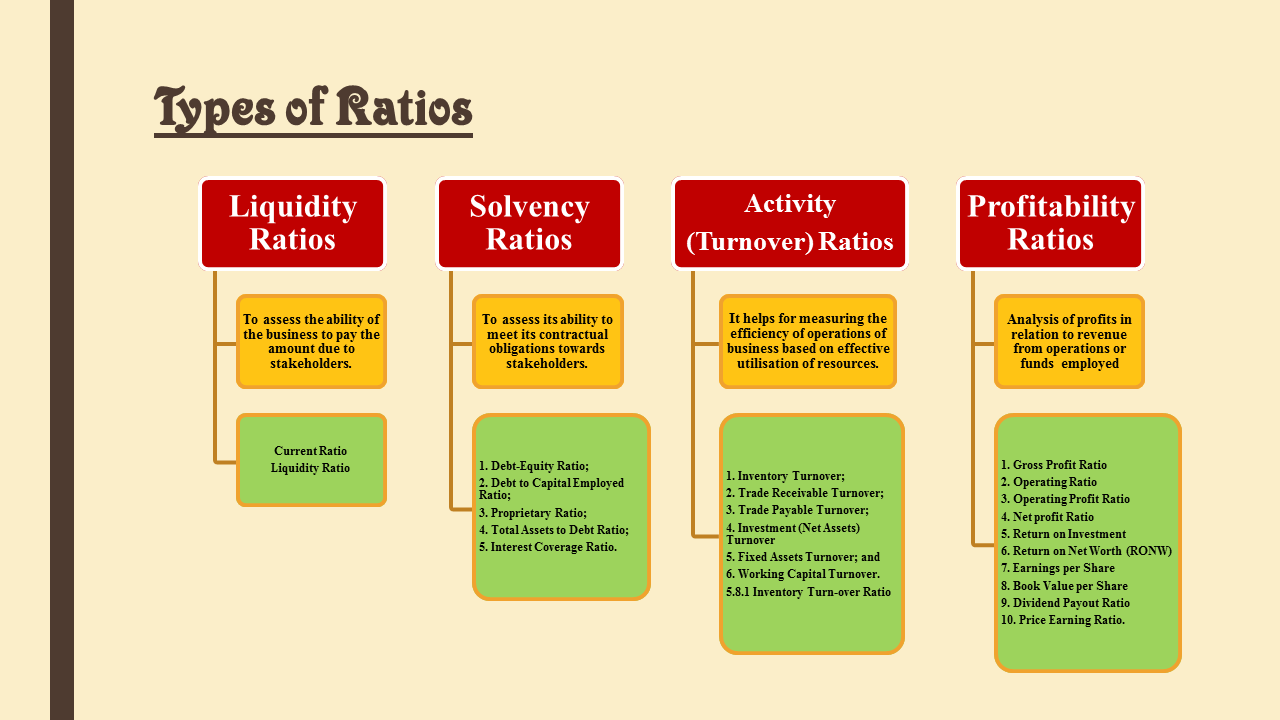 Types of Ratios
Liquidity
Ratios
To assess the ability of
the business to pay the
amount due to
stakeholders.
Current Ratio
Liquidity Ratio
Solvency
Ratios
To assess its ability to
meet its contractual
obligations towards
stakeholders.
1. Debt-Equity Ratio;
2. Debt to Capital Employed
Ratio;
3. Proprietary Ratio;
4. Total Assets to Debt Ratio;
5. Interest Coverage Ratio.
Activity
(Turnover) Ratios
It helps for measuring the
efficiency of operations of
business based on effective
utilisation of resources.
1. Inventory Turnover;
2. Trade Receivable Turnover;
3. Trade Payable Turnover;
4. Investment (Net Assets)
Turnover
5. Fixed Assets Turnover; and
6. Working Capital Turnover.
5.8.1 Inventory Turn-over Ratio
Profitability
Ratios
Analysis of profits in
relation to revenue
from operations or
funds employed
1. Gross Profit Ratio
2. Operating Ratio
3. Operating Profit Ratio
4. Net profit Ratio
5. Return on Investment
6. Return on Net Worth (RONW)
7. Earnings per Share
8. Book Value per Share
9. Dividend Payout Ratio
10. Price Earning Ratio.